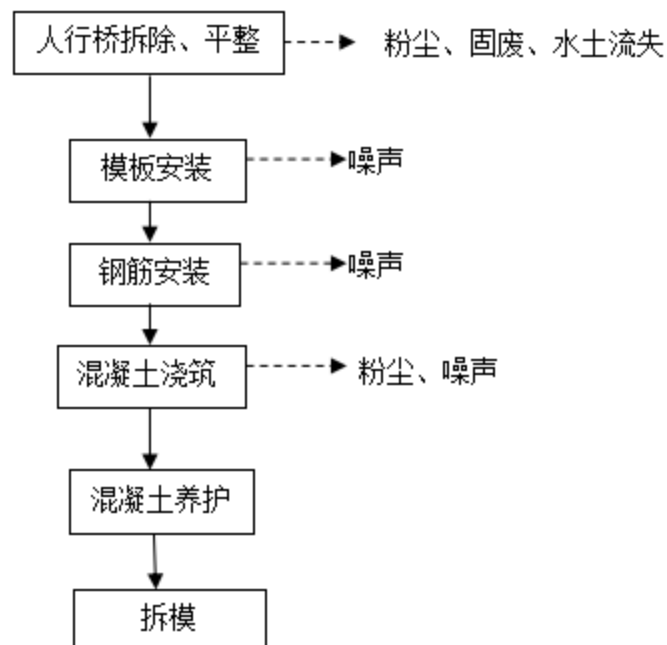 人行桥拆除、平整
粉尘、固废、水土流失
模板安装
噪声
钢筋安装
噪声
混凝土浇筑
粉尘、噪声
混凝土养护
拆模